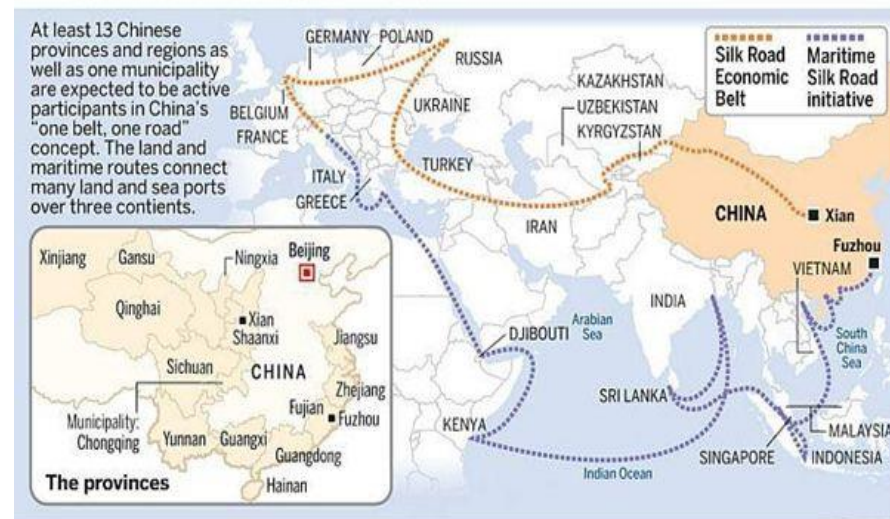 At least 13 Chinese
provinces and regions as
well as one municipality
are expected to be active
participants in China's
"one belt, one road"
concept. The land and
maritime routes connect
many land and sea ports
over three contients.
Silk Road
Economic
Belt
Maritime
Silk Road
initiative
GERMANY
POLAND
RUSSIA
BELGIUM
FRANCE
UKRAINE
KAZAKHSTAN
UZBEKISTAN
KYRGYZSTAN
ITALY
GREECE
TURKEY
IRAN
CHINA
Xian
Fuzhou
VIETNAM
INDIA
Arabian
Sea
DJIBOUTI
South
China
Sea
SRI LANKA
KENYA
MALAYSIA
SINGAPORE
INDONESIA
Indian Ocean
Xinjiang
Gansu
Ningxia
Beijing
Qinghai
Xian
Shaanxi
Jiangsu
Sichuan
CHINA
Zhejiang
Municipality:
Chongqing
Fujian
Fuzhou
Yunnan
Guangxi
Guangdong
Hainan
The provinces